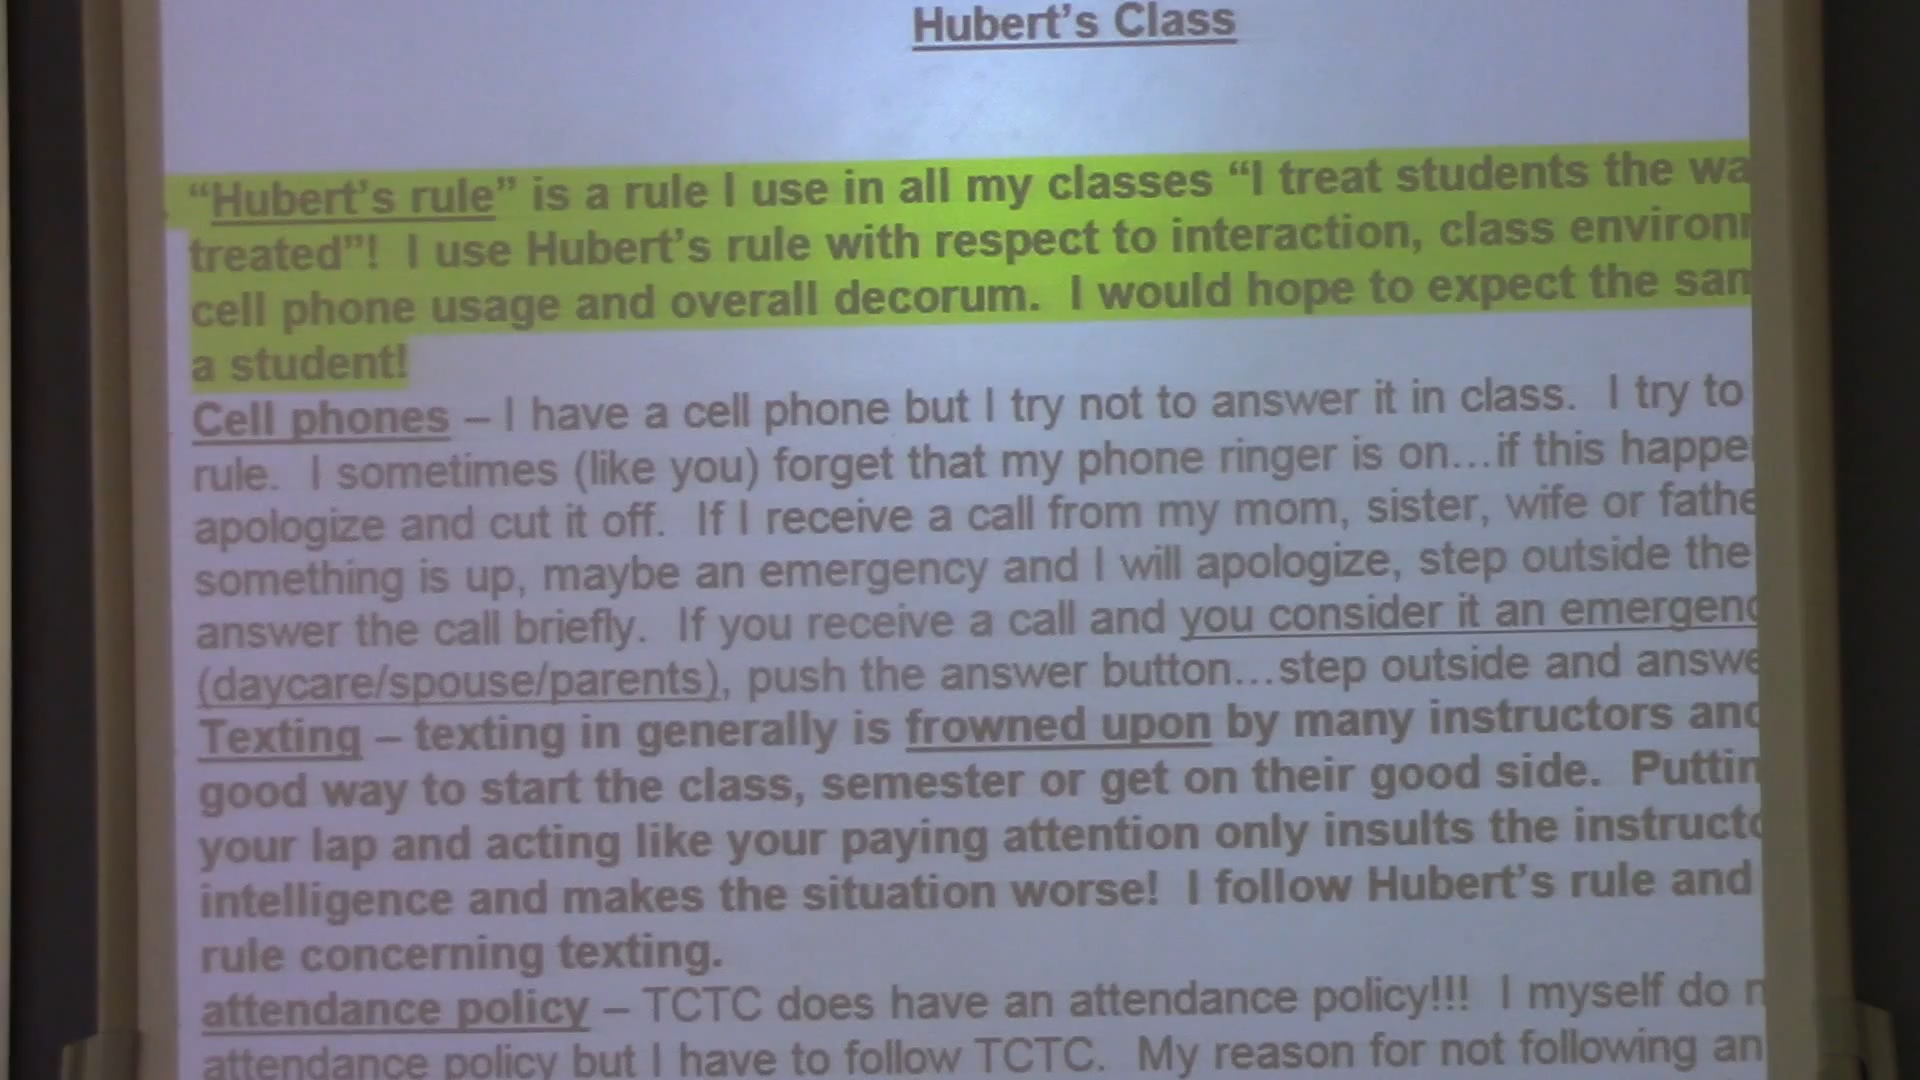 Hubert's Class
"Hubert's rule" is a rule I use in all my classes "I treat students the wa
treated"! I use Hubert's rule with respect to interaction, class environ
cell phone usage and overall decorum. I would hope to expect the sam
a student!
Cell phones – I have a cell phone but I try not to answer it in class. I try to
rule. I sometimes (like you) forget that my phone ringer is on...if this happe
apologize and cut it off. If I receive a call from my mom, sister, wife or fathe
something is up, maybe an emergency and I will apologize, step outside the
answer the call briefly. If you receive a call and you consider it an emergenc
(daycare/spouse/parents), push the answer button...step outside and answe
Texting – texting in generally is frowned upon by many instructors and
good way to start the class, semester or get on their good side. Puttin
your lap and acting like your paying attention only insults the instructo
intelligence and makes the situation worse! I follow Hubert's rule and
rule concerning texting.
attendance policy – TCTC does have an attendance policy!!! I myself do n
attendance policy but I have to follow TCTC. My reason for not following an